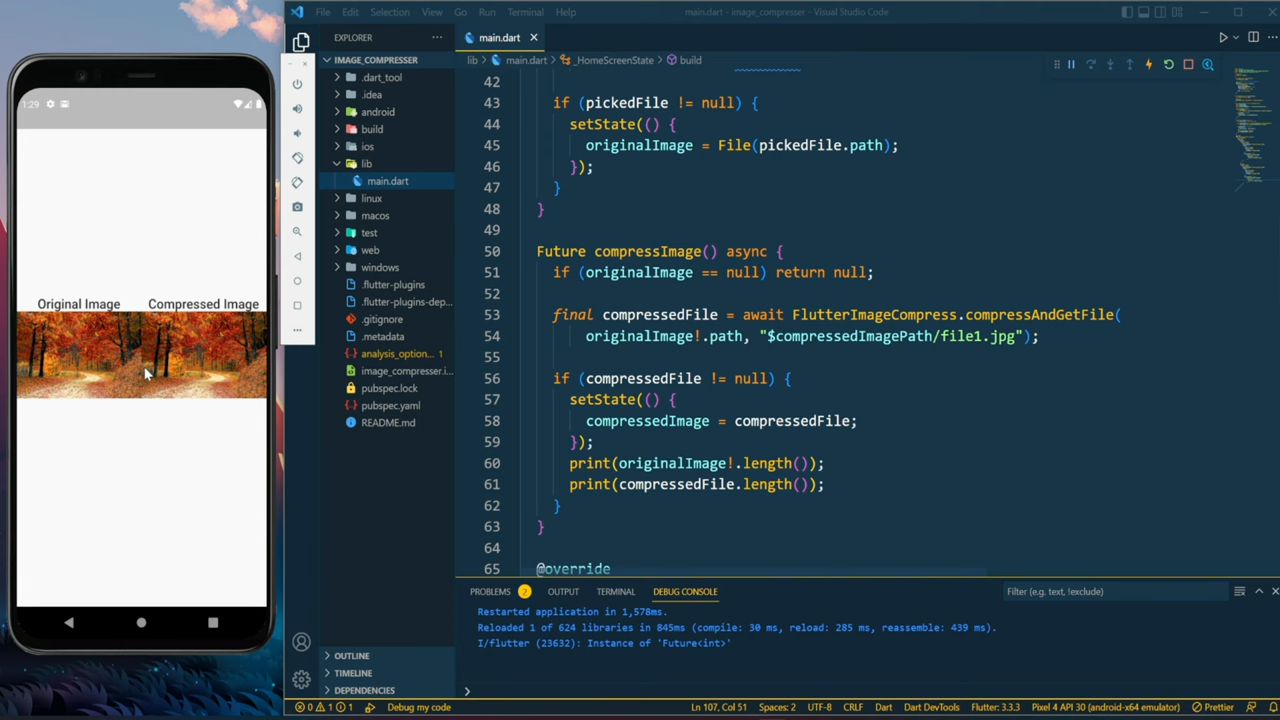 File Edit Selection View Go Run Terminal Help
main.dart - image_compresser - Visual Studio Code
1:29
Original Image Compressed Image
EXPLORER
IMAGE_COMPRESSER
.dart_tool
.idea
android
build
ios
lib
main.dart
linux
macos
test
web
windows
.flutter-plugins
.flutter-plugins-dep...
.gitignore
.metadata
analysis_option... 1
image_compresser.i...
pubspec.lock
pubspec.yaml
README.md
OUTLINE
TIMELINE
DEPENDENCIES
main.dart
lib > main.dart > _HomeScreenState > build
42
43 if (pickedFile != null) {
44 setState(() {
45 originalImage = File(pickedFile.path);
46 });
47 }
48 }
49
50 Future compressImage() async {
51 if (originalImage == null) return null;
52
53 final compressedFile = await FlutterImageCompress.compressAndGetFile(
54 originalImage!.path, "$compressedImagePath/file1.jpg");
55
56 if (compressedFile != null) {
57 setState(() {
58 compressedImage = compressedFile;
59 });
60 print(originalImage!.length());
61 print(compressedFile.length());
62 }
63 }
64
65 @override
PROBLEMS 2 OUTPUT TERMINAL DEBUG CONSOLE
Filter (e.g. text, !exclude)
Restarted application in 1,578ms.
Reloaded 1 of 624 libraries in 845ms (compile: 30 ms, reload: 285 ms, reassemble: 439 ms).
I/flutter (23632): Instance of 'Future<int>'
>
0 1 1 Debug my code
Ln 107, Col 51 Spaces: 2 UTF-8 CRLF Dart Dart DevTools Flutter: 3.3.3 Pixel 4 API 30 (android-x64 emulator) Prettier